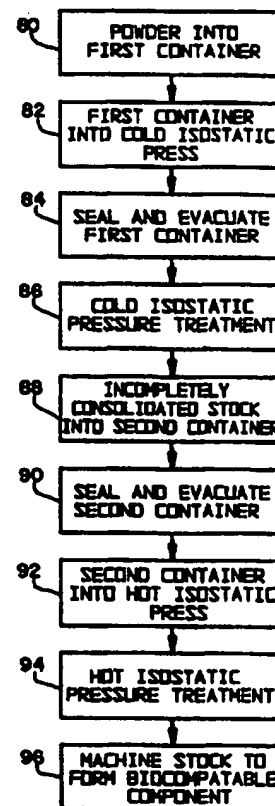 80
POWDER INTO
FIRST CONTAINER
82
FIRST CONTAINER
INTO COLD ISOSTATIC
PRESS
84
SEAL AND EVACUATE
FIRST CONTAINER
86
COLD ISOSTATIC
PRESSURE TREATMENT
88
INCOMPLETELY
CONSOLIDATED STOCK
INTO SECOND CONTAINER
90
SEAL AND EVACUATE
SECOND CONTAINER
92
SECOND CONTAINER
INTO HOT ISOSTATIC
PRESS
94
HOT ISOSTATIC
PRESSURE TREATMENT
96
MACHINE STOCK TO
FORM BIOCOMPATABLE
COMPONENT